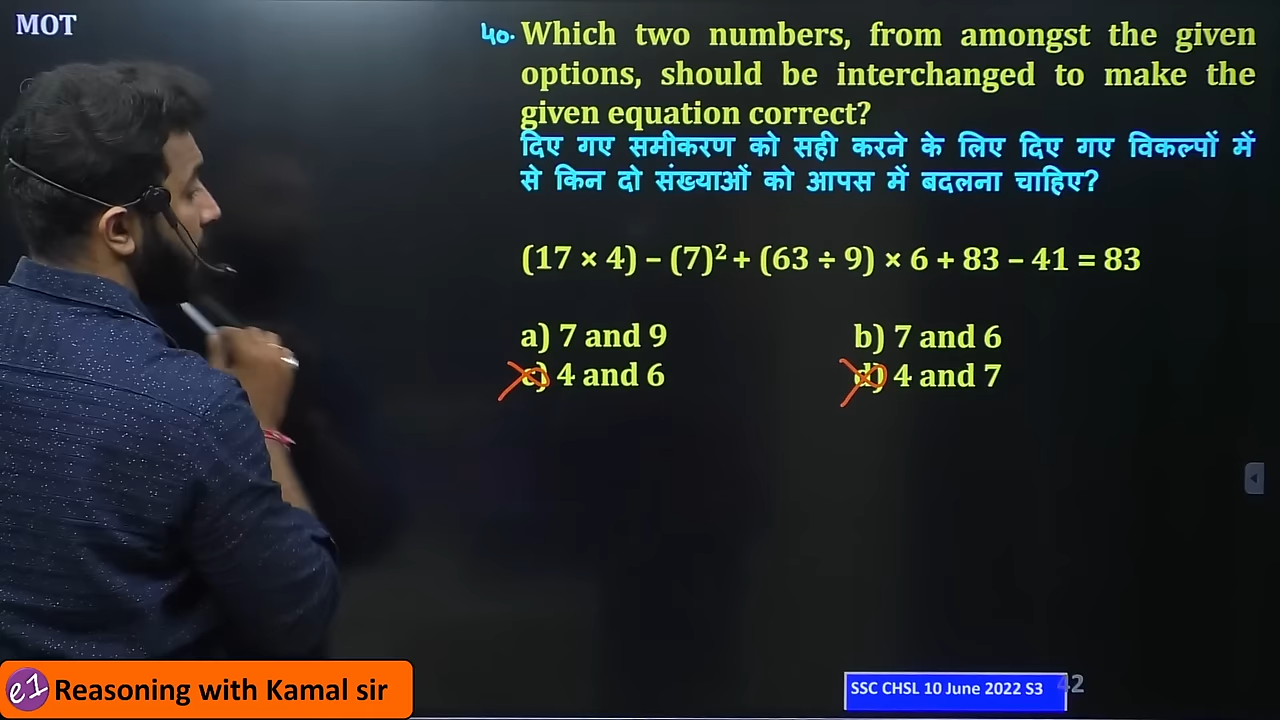 MOT
40. Which two numbers, from amongst the given
options, should be interchanged to make the
given equation correct?
दिए गए समीकरण को सही करने के लिए दिए गए विकल्पों में
से किन दो संख्याओं को आपस में बदलना चाहिए?
(17 × 4) – (7)² + (63 ÷ 9) × 6 + 83 – 41 = 83
a) 7 and 9
b) 7 and 6
c) 4 and 6
d) 4 and 7
e1 Reasoning with Kamal sir
SSC CHSL 10 June 2022 S3
42